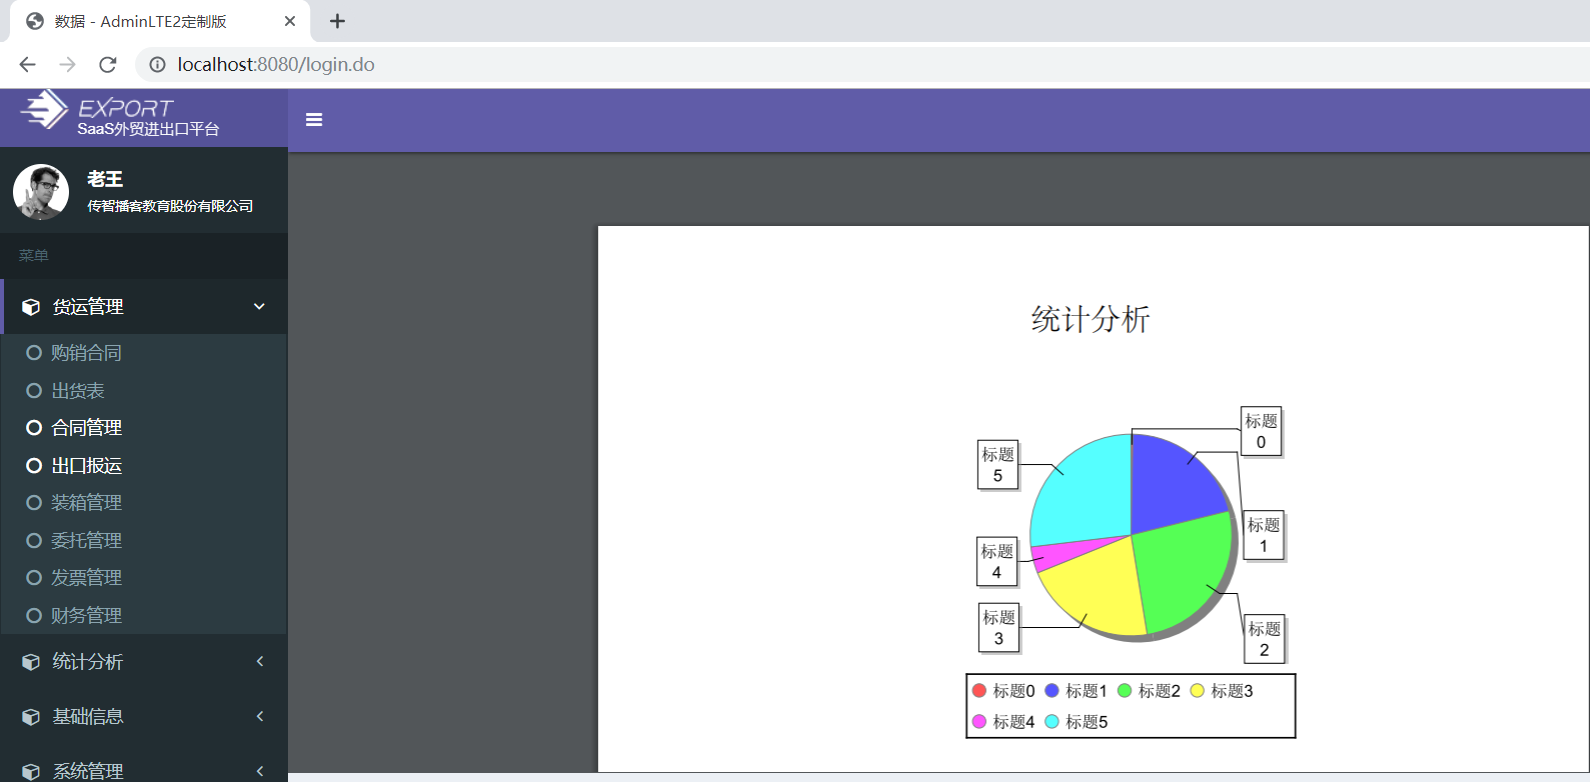 数据 - AdminLTE2定制版
localhost:8080/login.do
EXPORT
SaaS外贸进出口平台
老王
传智播客教育股份有限公司
菜单
货运管理
购销合同
出货表
合同管理
出口报运
装箱管理
委托管理
发票管理
财务管理
统计分析
基础信息
系统管理
统计分析
标题
0
标题
5
标题
1
标题
4
标题
3
标题
2
标题0 标题1 标题2 标题3
标题4 标题5